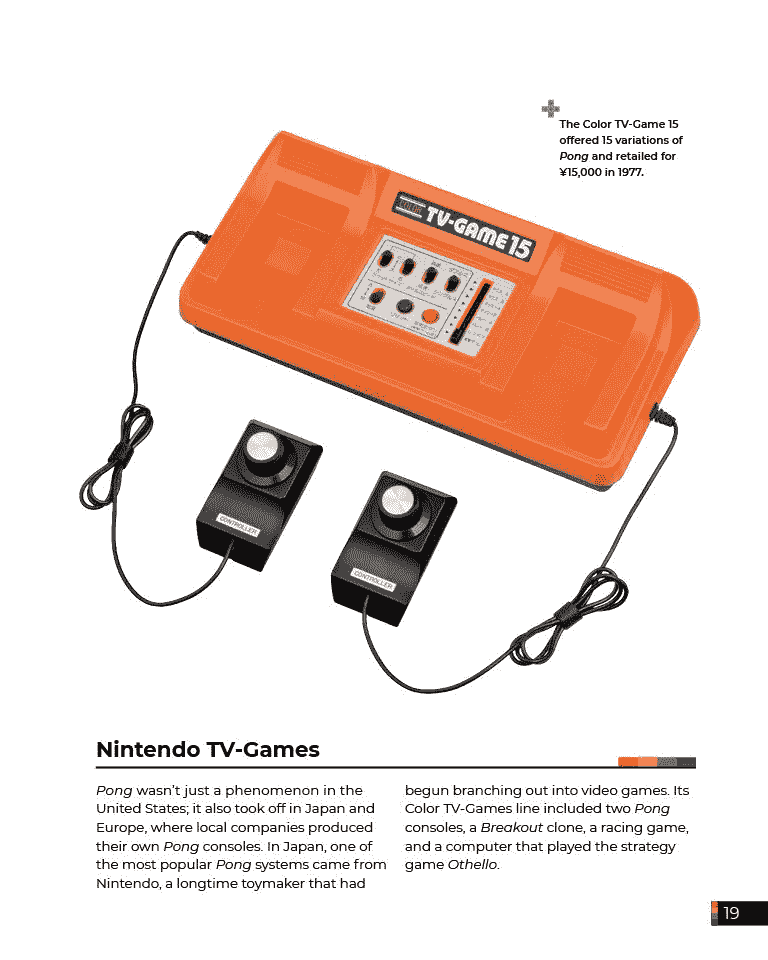 The Color TV-Game 15
offered 15 variations of
Pong and retailed for
¥15,000 in 1977.
COLOR TV-GAME 15
CONTROLLER
CONTROLLER
Nintendo TV-Games
Pong wasn’t just a phenomenon in the
United States; it also took off in Japan and
Europe, where local companies produced
their own Pong consoles. In Japan, one of
the most popular Pong systems came from
Nintendo, a longtime toymaker that had
begun branching out into video games. Its
Color TV-Games line included two Pong
consoles, a Breakout clone, a racing game,
and a computer that played the strategy
game Othello.
19